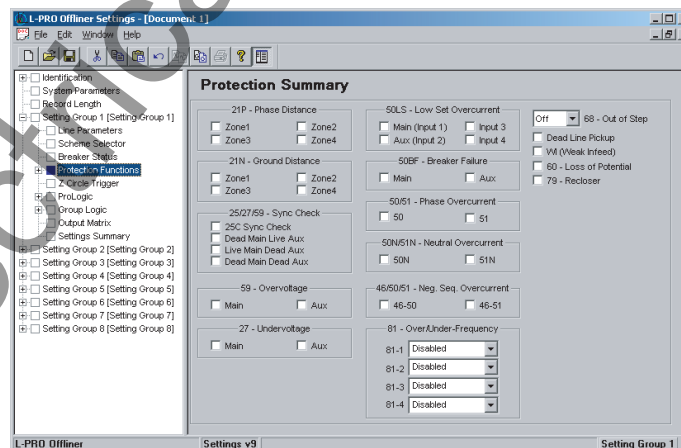 L-PRO Offliner Settings - [Document 1]
File Edit Window Help
Identification
System Parameters
Record Length
Setting Group 1 [Setting Group 1]
Line Parameters
Scheme Selector
Breaker Status
Protection Functions
Z Circle Trigger
ProLogic
Group Logic
Output Matrix
Settings Summary
Setting Group 2 [Setting Group 2]
Setting Group 3 [Setting Group 3]
Setting Group 4 [Setting Group 4]
Setting Group 5 [Setting Group 5]
Setting Group 6 [Setting Group 6]
Setting Group 7 [Setting Group 7]
Setting Group 8 [Setting Group 8]
Protection Summary
21P - Phase Distance
Zone1 Zone2
Zone3 Zone4
21N - Ground Distance
Zone1 Zone2
Zone3 Zone4
25/27/59 - Sync Check
25C Sync Check
Dead Main Live Aux
Live Main Dead Aux
Dead Main Dead Aux
59 - Overvoltage
Main Aux
27 - Undervoltage
Main Aux
50LS - Low Set Overcurrent
Main (Input 1) Input 3
Aux (Input 2) Input 4
50BF - Breaker Failure
Main Aux
50/51 - Phase Overcurrent
50 51
50N/51N - Neutral Overcurrent
50N 51N
46/50/51 - Neg. Seq. Overcurrent
46-50 46-51
81 - Over/Under-Frequency
81-1 Disabled
81-2 Disabled
81-3 Disabled
81-4 Disabled
Off 68 - Out of Step
Dead Line Pickup
WI (Weak Infeed)
60 - Loss of Potential
79 - Recloser
L-PRO Offliner Settings v9 Setting Group 1